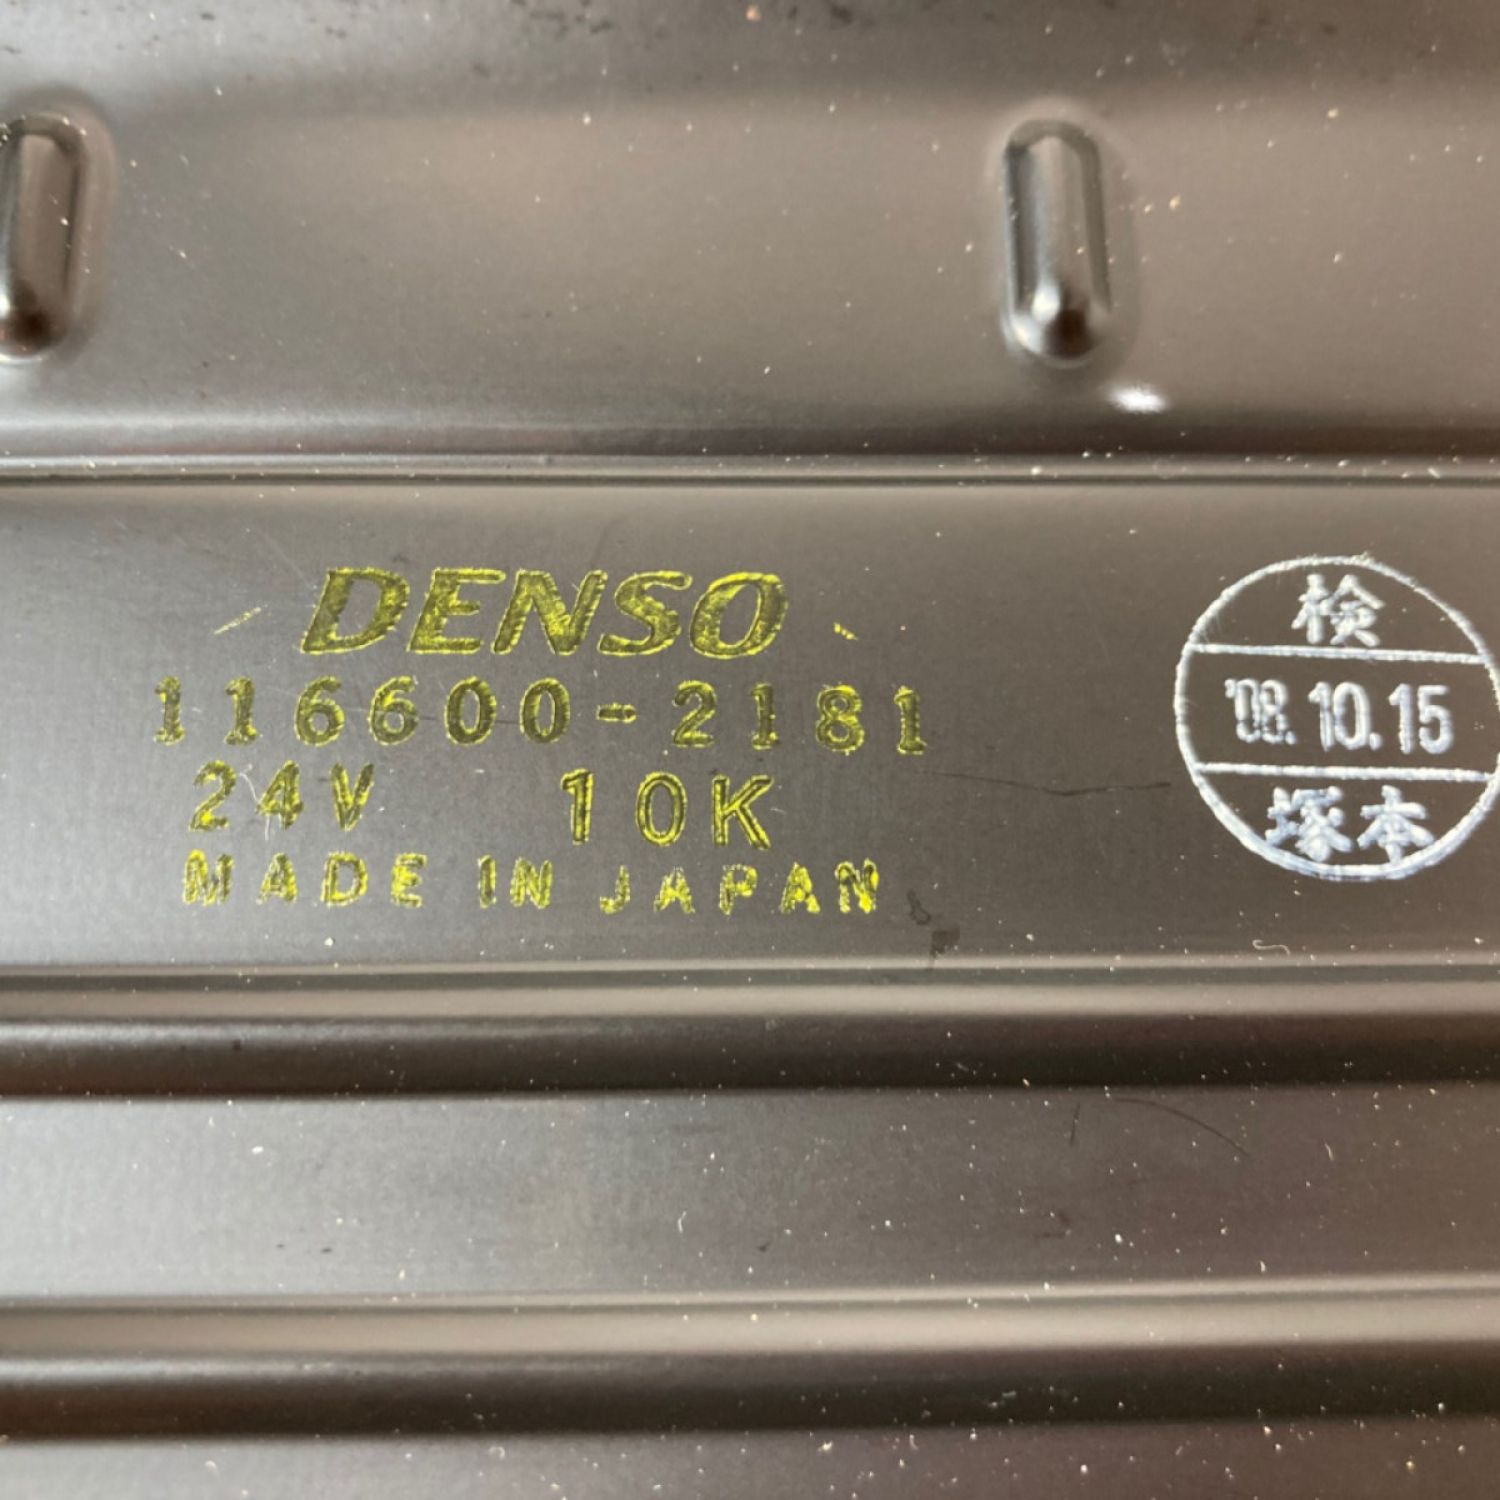 DENSO
116600-2181
24V 10K
MADE IN JAPAN
検
'08.10.15
塚本